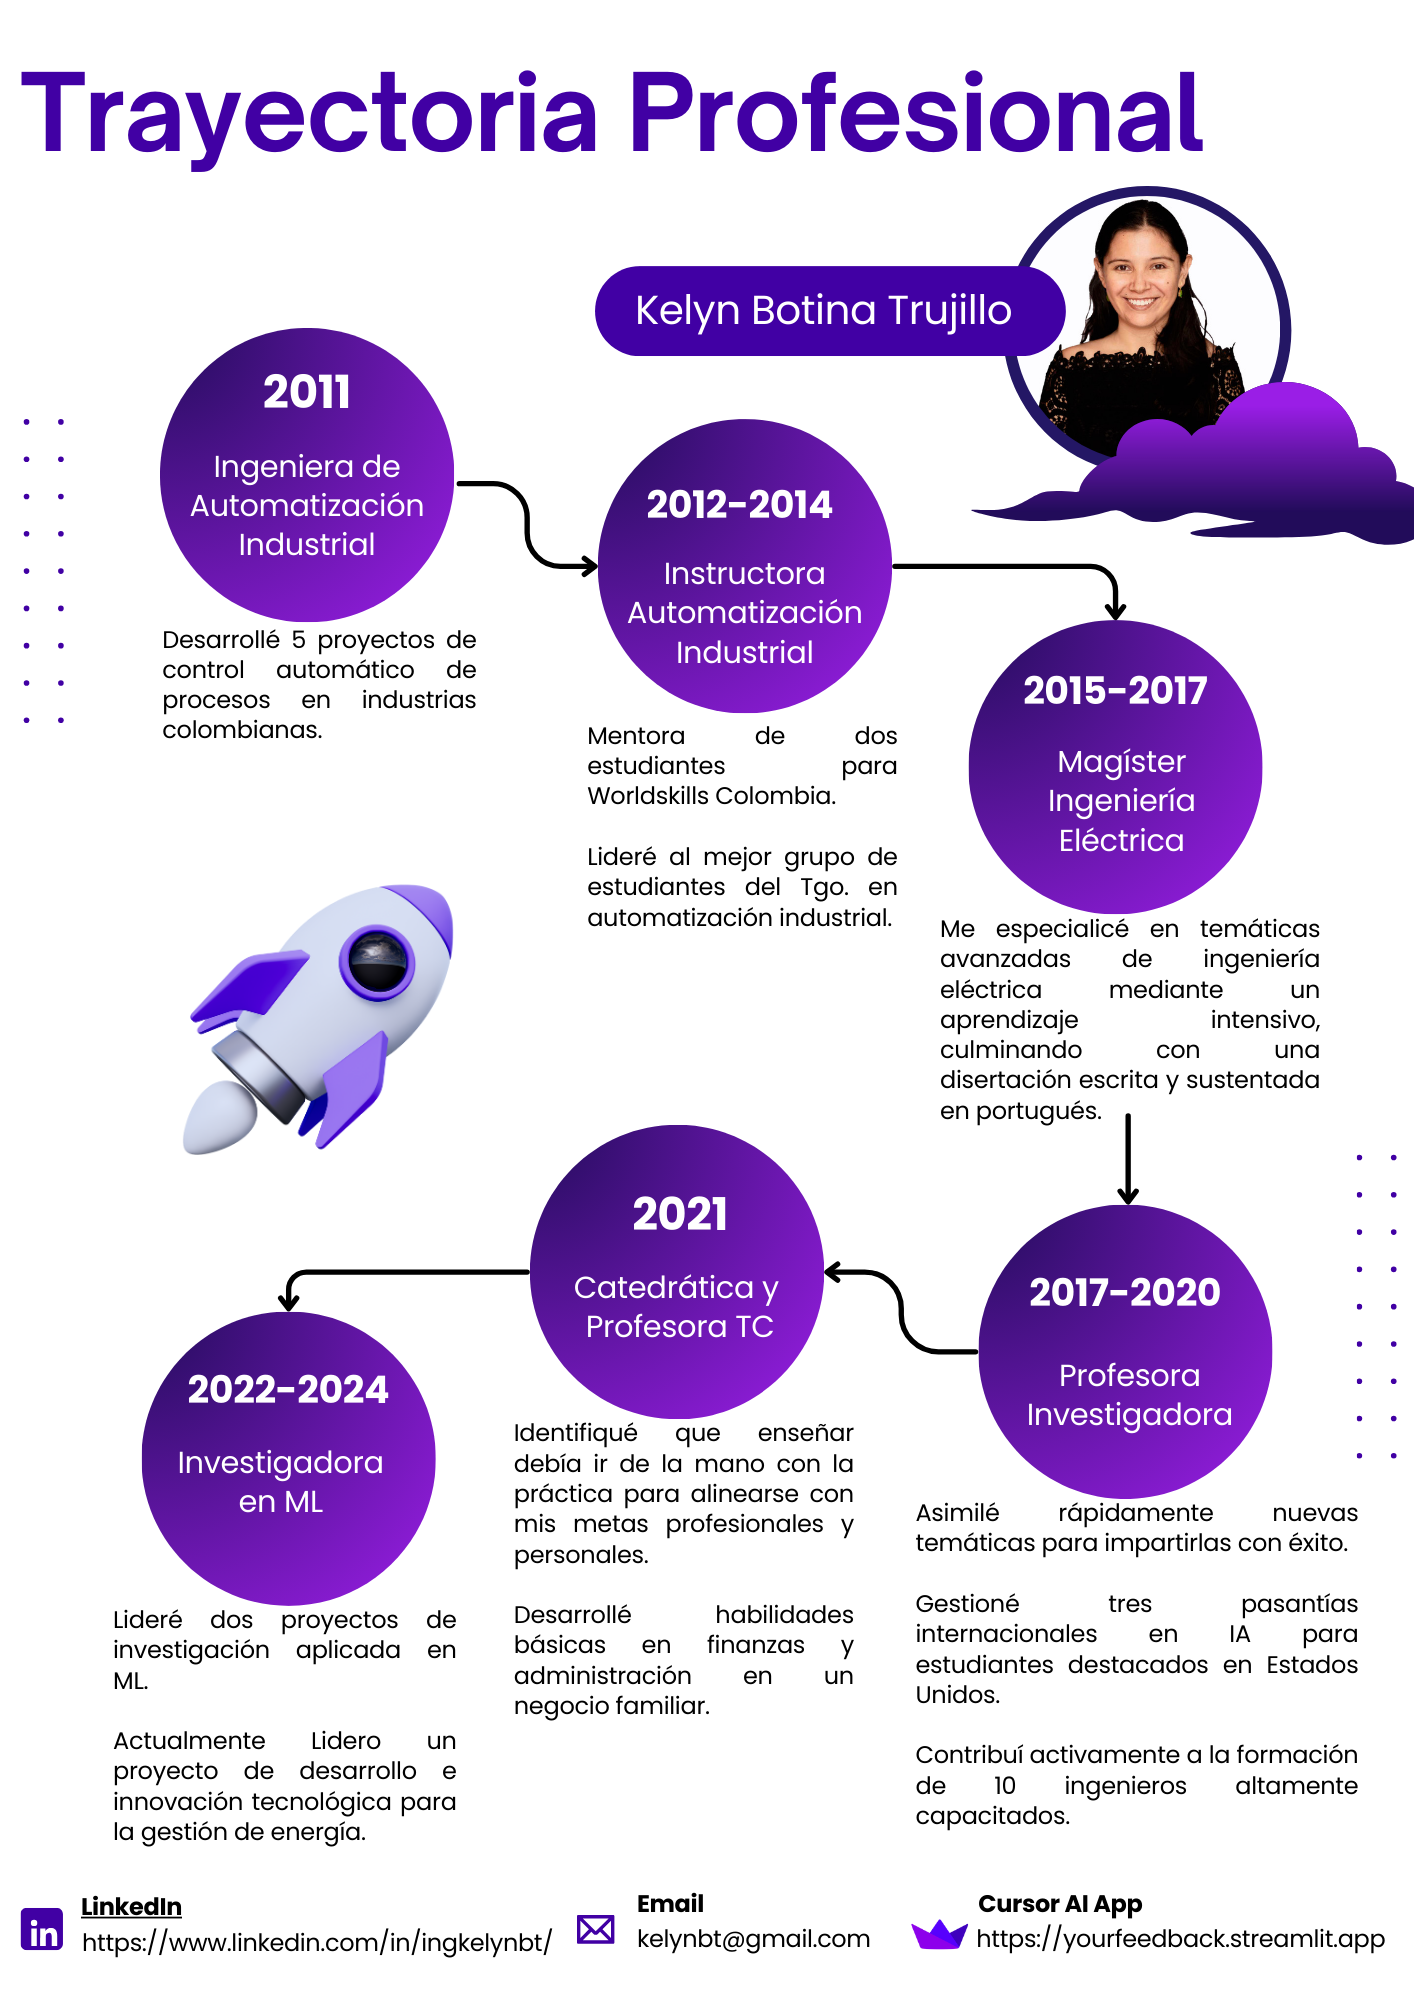 Trayectoria Profesional
Kelyn Botina Trujillo
2011
Ingeniera de
Automatización
Industrial
Desarrollé 5 proyectos de
control automático de
procesos en industrias
colombianas.
2012-2014
Instructora
Automatización
Industrial
Mentora de dos
estudiantes para
Worldskills Colombia.
Lideré al mejor grupo de
estudiantes del Tgo. en
automatización industrial.
2015-2017
Magíster
Ingeniería
Eléctrica
Me especialicé en temáticas
avanzadas de ingeniería
eléctrica mediante un
aprendizaje intensivo,
culminando con una
disertación escrita y sustentada
en portugués.
2017-2020
Profesora
Investigadora
Asimilé rápidamente nuevas
temáticas para impartirlas con éxito.
Gestioné tres pasantías
internacionales en IA para
estudiantes destacados en Estados
Unidos.
Contribuí activamente a la formación
de 10 ingenieros altamente
capacitados.
2021
Catedrática y
Profesora TC
Identifiqué que enseñar
debía ir de la mano con la
práctica para alinearse con
mis metas profesionales y
personales.
Desarrollé habilidades
básicas en finanzas y
administración en un
negocio familiar.
2022-2024
Investigadora
en ML
Lideré dos proyectos de
investigación aplicada en
ML.
Actualmente Lidero un
proyecto de desarrollo e
innovación tecnológica para
la gestión de energía.
in
LinkedIn
https://www.linkedin.com/in/ingkelynbt/
Email
kelynbt@gmail.com
Cursor AI App
https://yourfeedback.streamlit.app